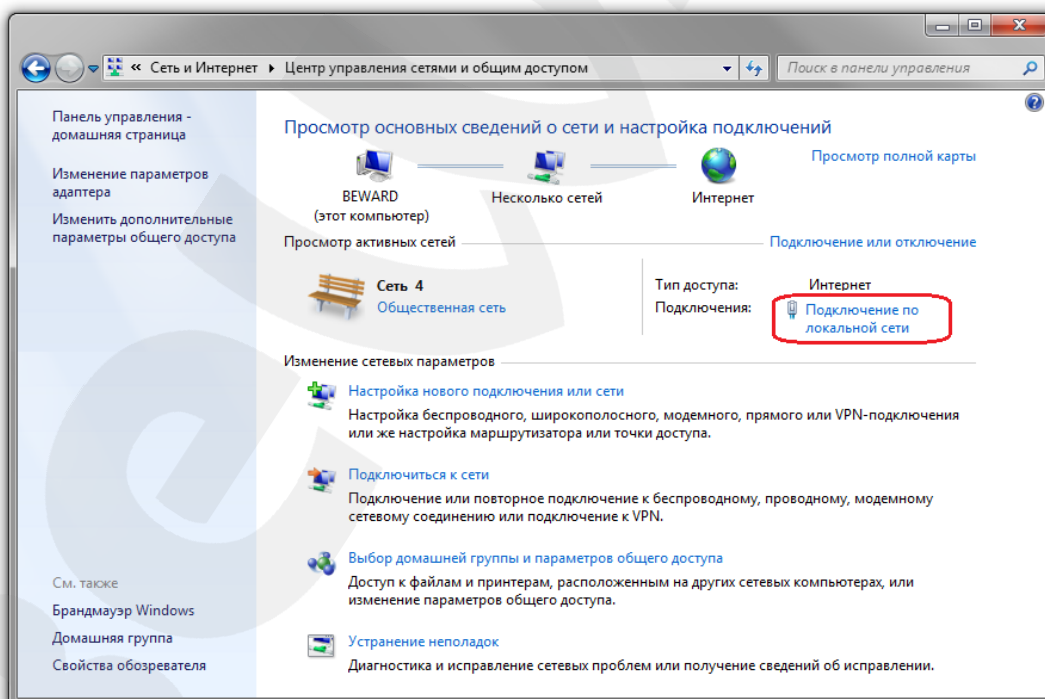 « Сеть и Интернет ▸ Центр управления сетями и общим доступом
Поиск в панели управления
Панель управления -
домашняя страница
Изменение параметров
адаптера
Изменить дополнительные
параметры общего доступа
Просмотр основных сведений о сети и настройка подключений
Просмотр полной карты
BEWARD
(этот компьютер)
Несколько сетей
Интернет
Просмотр активных сетей
Подключение или отключение
Сеть 4
Общественная сеть
Тип доступа:
Интернет
Подключения:
Подключение по
локальной сети
Изменение сетевых параметров
Настройка нового подключения или сети
Настройка беспроводного, широкополосного, модемного, прямого или VPN-подключения
или же настройка маршрутизатора или точки доступа.
Подключиться к сети
Подключение или повторное подключение к беспроводному, проводному, модемному
сетевому соединению или подключение к VPN.
Выбор домашней группы и параметров общего доступа
Доступ к файлам и принтерам, расположенным на других сетевых компьютерах, или
изменение параметров общего доступа.
Устранение неполадок
Диагностика и исправление сетевых проблем или получение сведений об исправлении.
См. также
Брандмауэр Windows
Домашняя группа
Свойства обозревателя